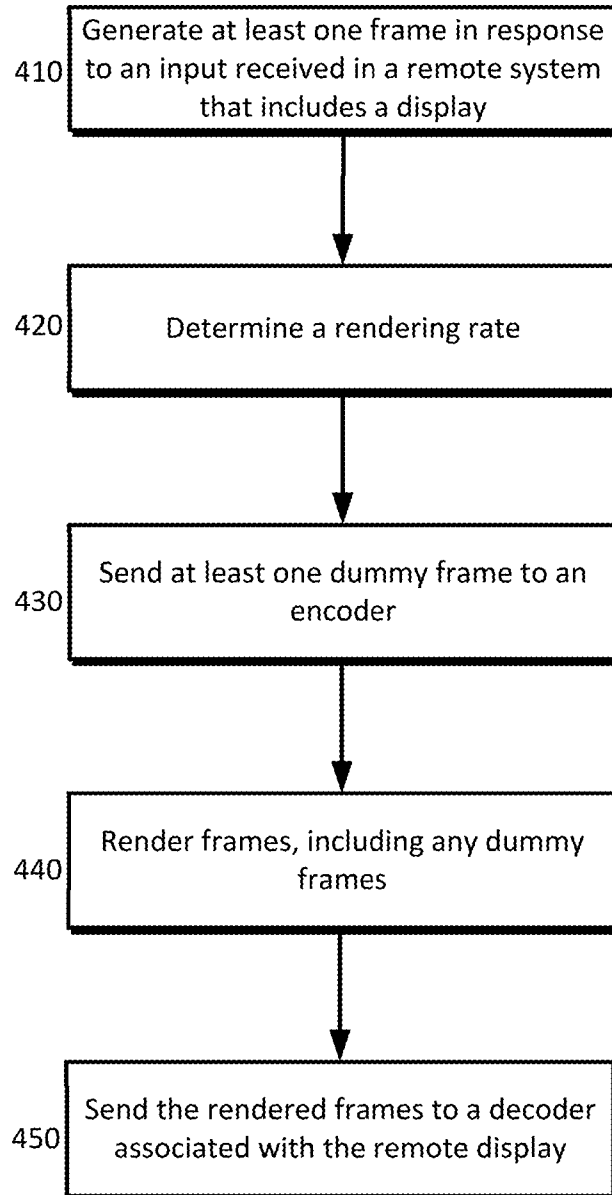 Generate at least one frame in response
410
to an input received in a remote system
that includes a display
420
Determine a rendering rate
Send at least one dummy frame to an
430
encoder
Render frames, including any dummy
440
frames
Send the rendered frames to a decoder
450
associated with the remote display